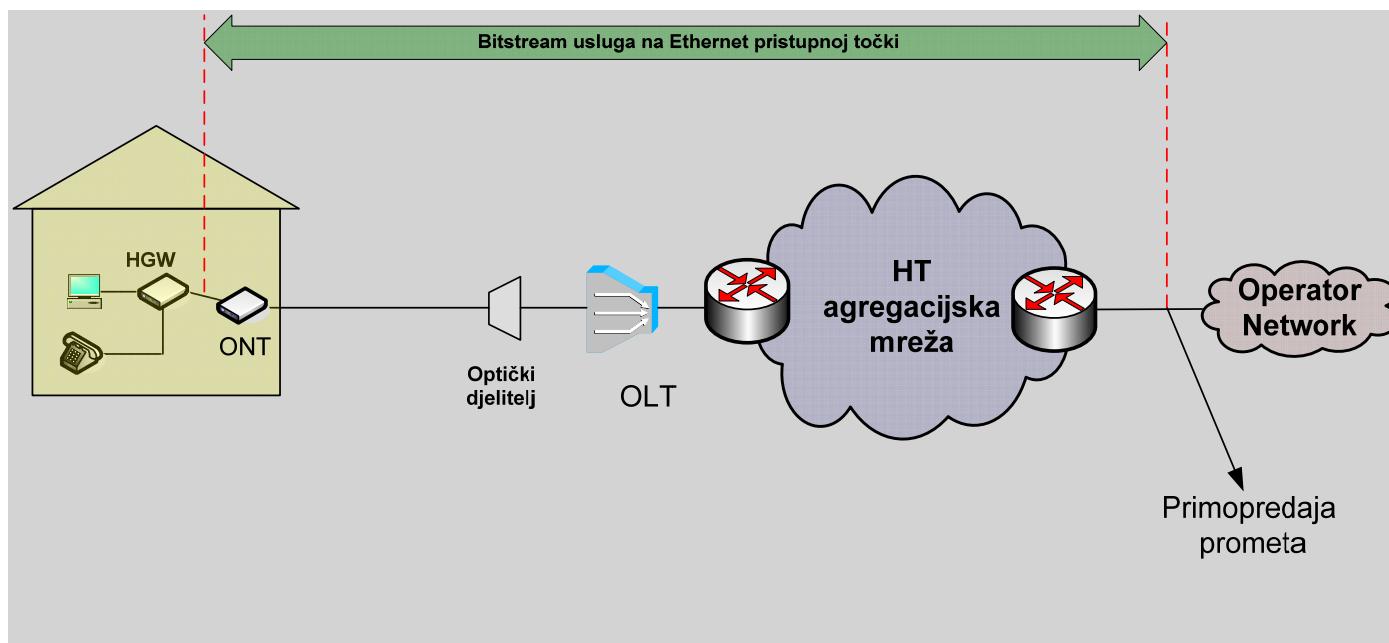 Bitstream usluga na Ethernet pristupnoj točki
HGW
ONT
Optički
djelitelj
OLT
HT
agregacijska
mreža
Operator
Network
Primopredaja
prometa